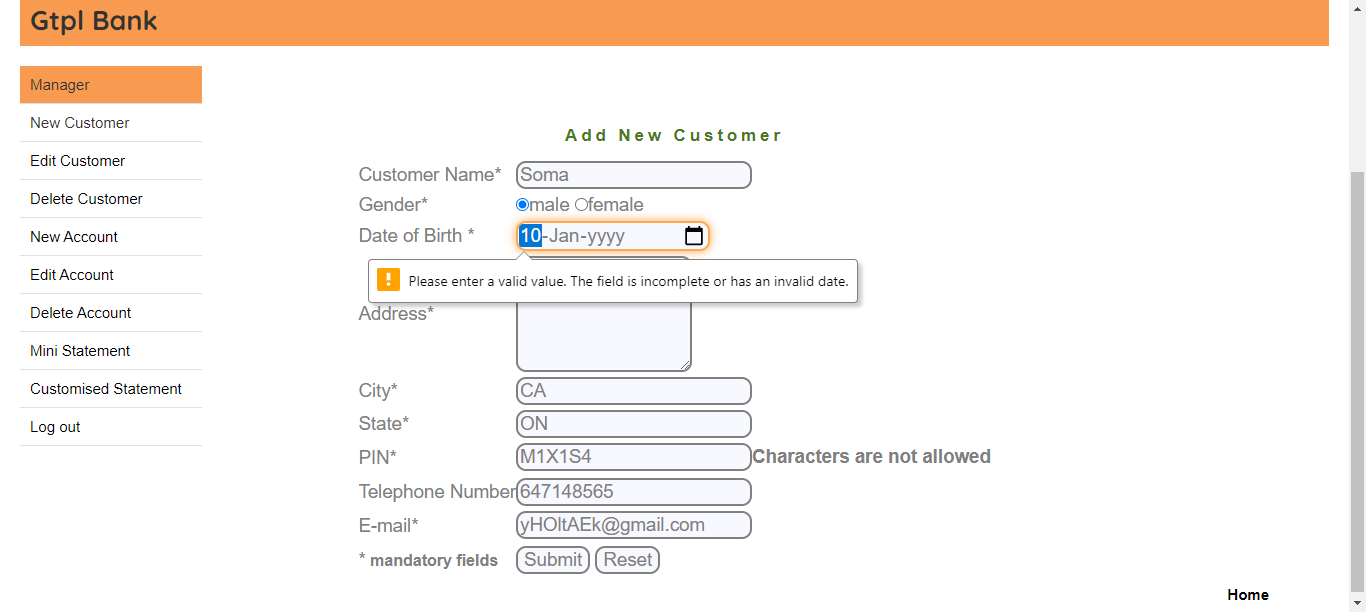 Gtpl Bank
Manager
New Customer
Edit Customer
Delete Customer
New Account
Edit Account
Delete Account
Mini Statement
Customised Statement
Log out
Add New Customer
Customer Name* Soma
Gender* male female
Date of Birth * 10-Jan-yyyy
Please enter a valid value. The field is incomplete or has an invalid date.
Address*
City* CA
State* ON
PIN* M1X1S4 Characters are not allowed
Telephone Number 647148565
E-mail* yHOltAEk@gmail.com
* mandatory fields Submit Reset
Home